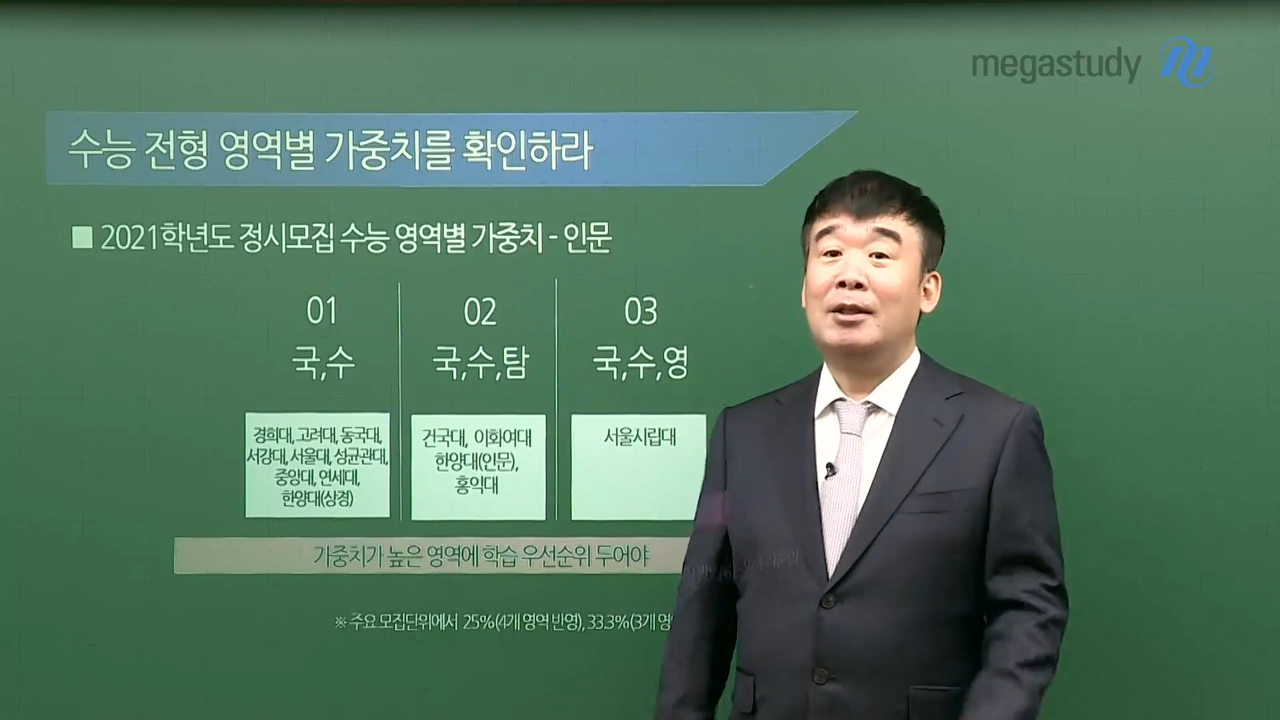 megastudy
수능 전형 영역별 가중치를 확인하라
■ 2021학년도 정시모집 수능 영역별 가중치 - 인문
01
국,수
02
국,수,탐
03
국,수,영
경희대, 고려대, 동국대,
서강대, 서울대, 성균관대,
중앙대, 연세대,
한양대(상경)
건국대, 이화여대
한양대(인문),
홍익대
서울시립대
가중치가 높은 영역에 학습 우선순위 두어야
※ 주요 모집단위에서 25%(4개 영역 반영), 33.3%(3개